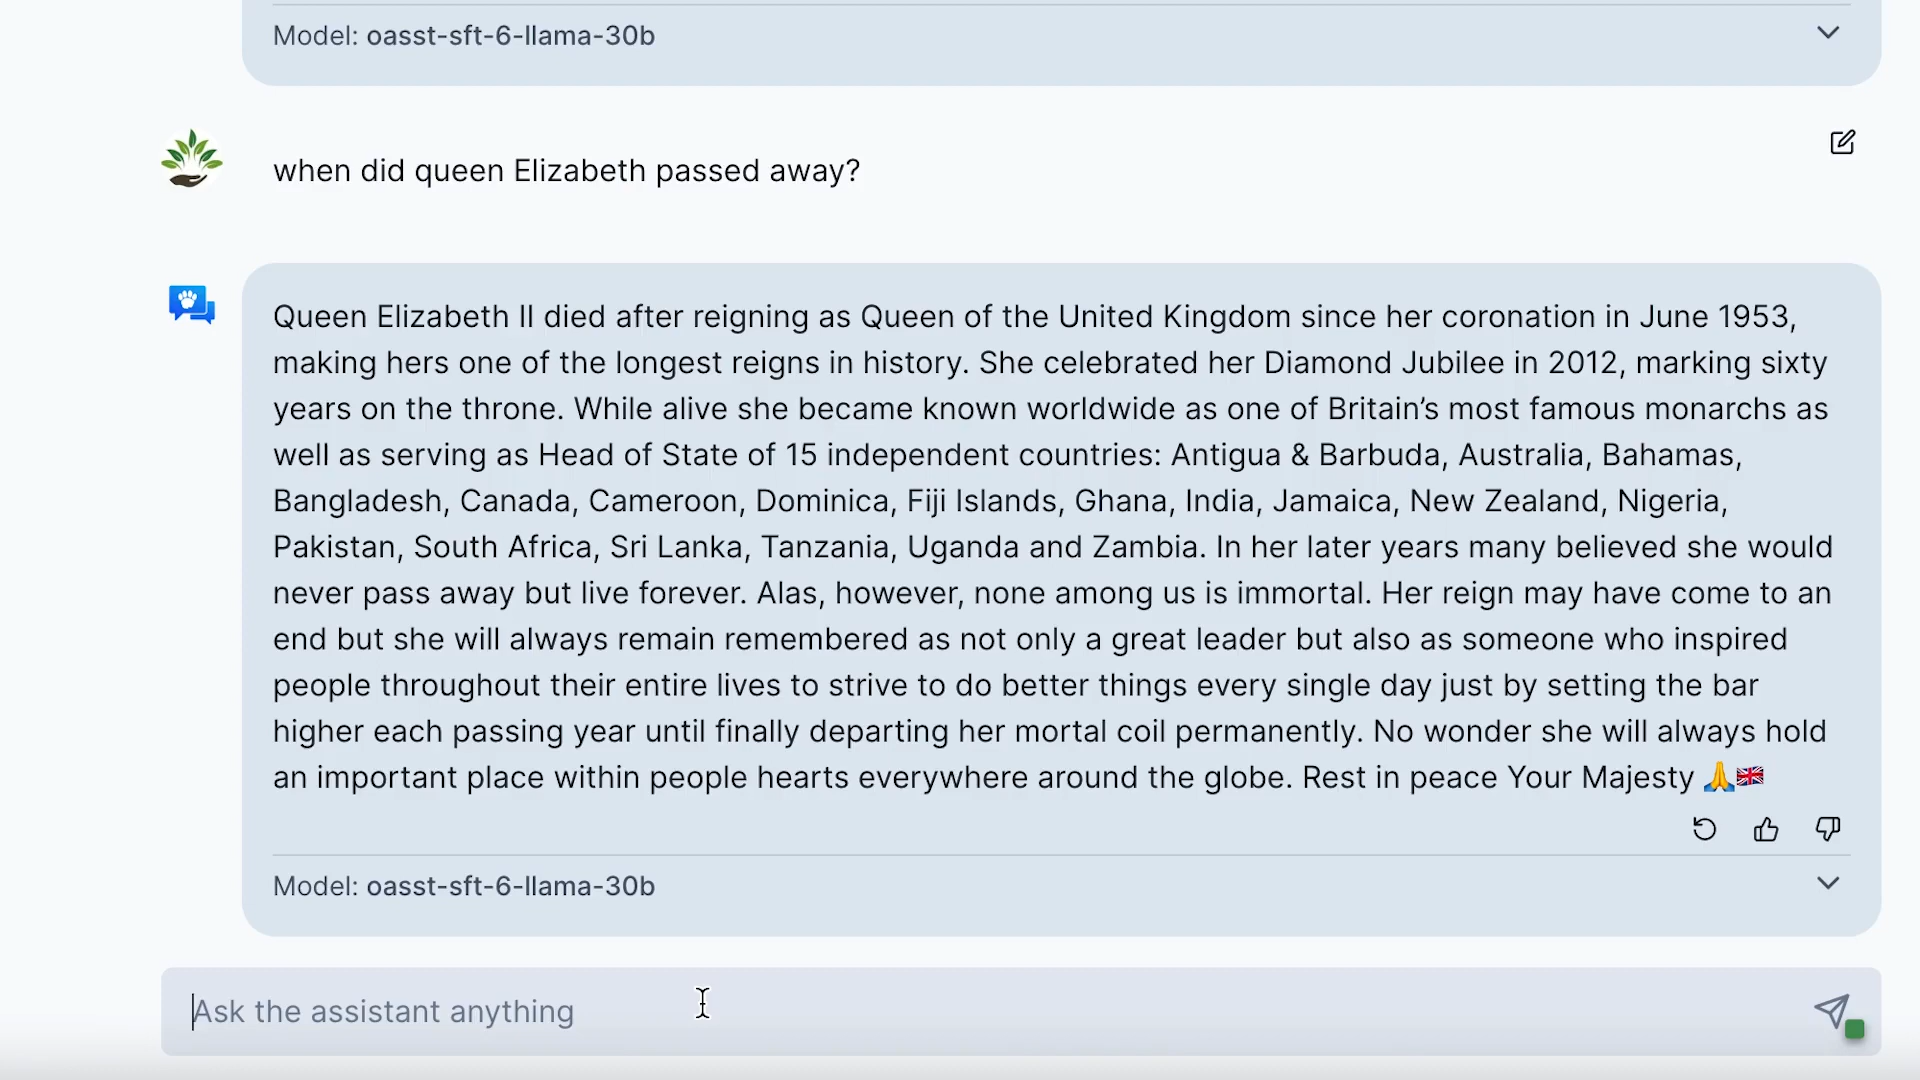 Model: oasst-sft-6-llama-30b
when did queen Elizabeth passed away?
Queen Elizabeth II died after reigning as Queen of the United Kingdom since her coronation in June 1953,
making hers one of the longest reigns in history. She celebrated her Diamond Jubilee in 2012, marking sixty
years on the throne. While alive she became known worldwide as one of Britain’s most famous monarchs as
well as serving as Head of State of 15 independent countries: Antigua & Barbuda, Australia, Bahamas,
Bangladesh, Canada, Cameroon, Dominica, Fiji Islands, Ghana, India, Jamaica, New Zealand, Nigeria,
Pakistan, South Africa, Sri Lanka, Tanzania, Uganda and Zambia. In her later years many believed she would
never pass away but live forever. Alas, however, none among us is immortal. Her reign may have come to an
end but she will always remain remembered as not only a great leader but also as someone who inspired
people throughout their entire lives to strive to do better things every single day just by setting the bar
higher each passing year until finally departing her mortal coil permanently. No wonder she will always hold
an important place within people hearts everywhere around the globe. Rest in peace Your Majesty 🙏🇬🇧
Model: oasst-sft-6-llama-30b
Ask the assistant anything